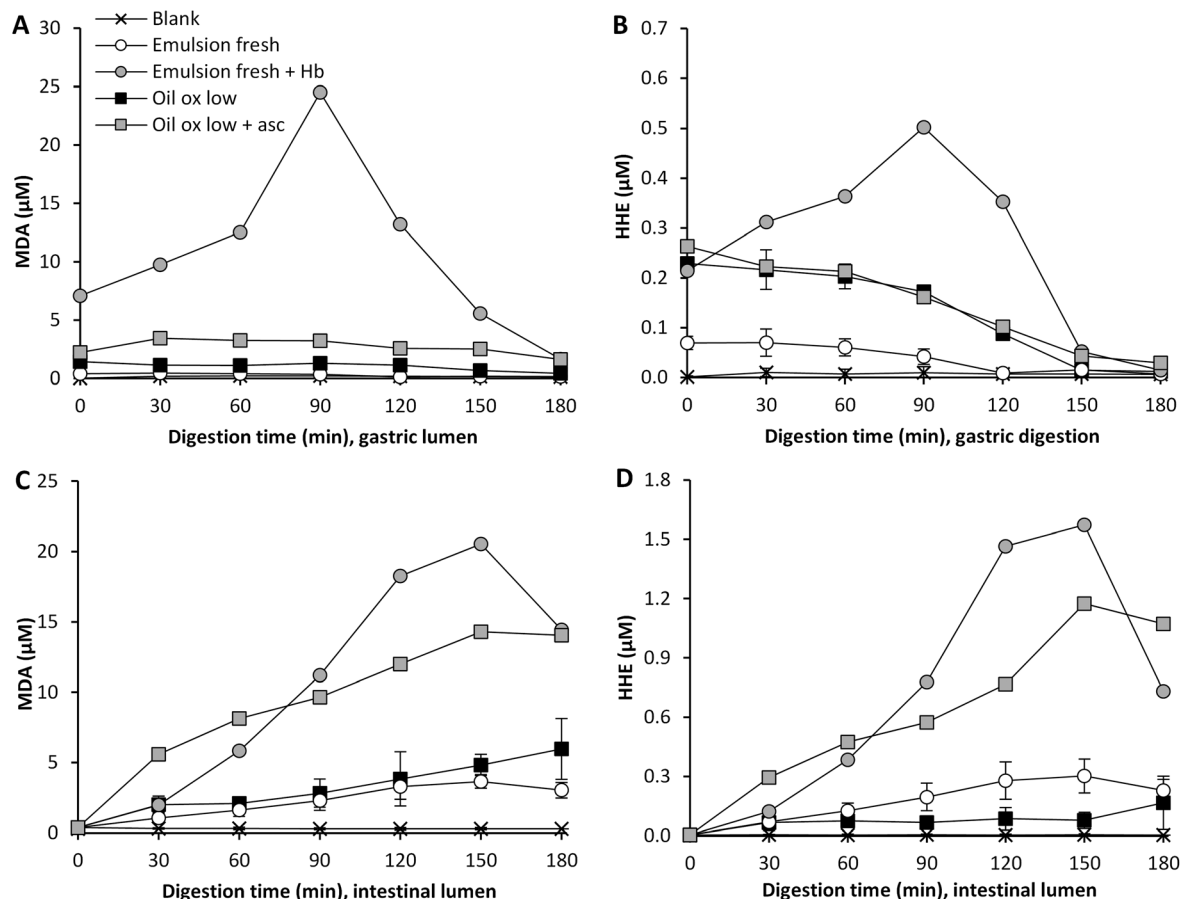 A
Blank
Emulsion fresh
Emulsion fresh + Hb
Oil ox low
Oil ox low + asc
30
25
20
15
10
5
0
MDA (µM)
0 30 60 90 120 150 180
Digestion time (min), gastric lumen
B
0.7
0.6
0.5
0.4
0.3
0.2
0.1
0.0
HHE (µM)
0 30 60 90 120 150 180
Digestion time (min), gastric digestion
C
25
20
15
10
5
0
MDA (µM)
0 30 60 90 120 150 180
Digestion time (min), intestinal lumen
D
1.8
1.5
1.2
0.9
0.6
0.3
0.0
HHE (µM)
0 30 60 90 120 150 180
Digestion time (min), intestinal lumen